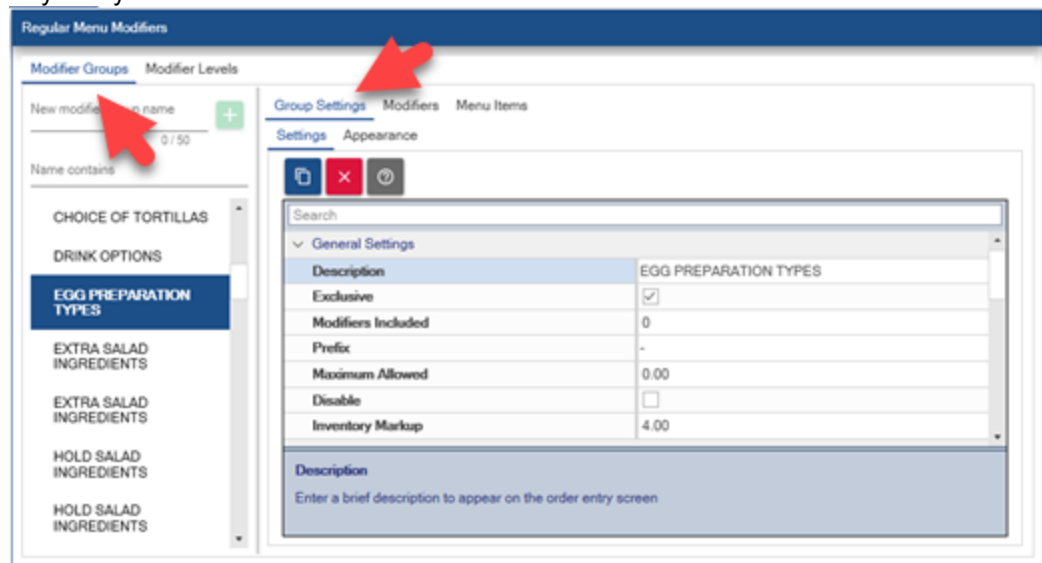 Regular Menu Modifiers
Modifier Groups Modifier Levels
New modifier name
0 / 50
Name contains
CHOICE OF TORTILLAS
DRINK OPTIONS
EGG PREPARATION
TYPES
EXTRA SALAD
INGREDIENTS
EXTRA SALAD
INGREDIENTS
HOLD SALAD
INGREDIENTS
HOLD SALAD
INGREDIENTS
Group Settings Modifiers Menu Items
Settings Appearance
Search
General Settings
Description EGG PREPARATION TYPES
Exclusive
Modifiers Included 0
Prefix -
Maximum Allowed 0.00
Disable
Inventory Markup 4.00
Description
Enter a brief description to appear on the order entry screen